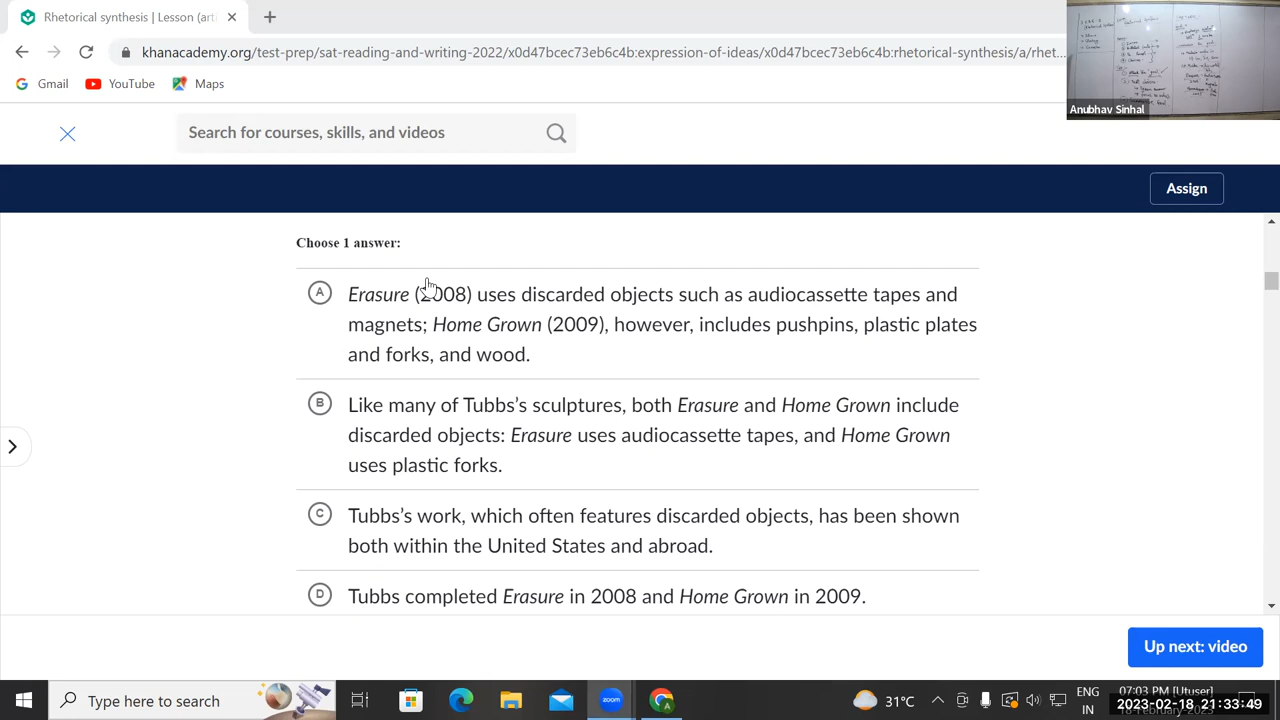 Rhetorical synthesis | Lesson (arti
khanacademy.org/test-prep/sat-reading-and-writing-2023/x0d47bcec73eb6c4b:expression-of-ideas/x0d47bcec73eb6c4b:rhetorical-synthesis/a/rhet...
Gmail YouTube Maps
Anubhav Sinhal
Search for courses, skills, and videos
Assign
Choose 1 answer:
A Erasure (2008) uses discarded objects such as audiocassette tapes and
magnets; Home Grown (2009), however, includes pushpins, plastic plates
and forks, and wood.
B Like many of Tubbs's sculptures, both Erasure and Home Grown include
discarded objects: Erasure uses audiocassette tapes, and Home Grown
uses plastic forks.
C Tubbs's work, which often features discarded objects, has been shown
both within the United States and abroad.
D Tubbs completed Erasure in 2008 and Home Grown in 2009.
Up next: video
Type here to search
zoom
31°C
ENG
IN
07:03 PM [Utuser]
2023-02-18 21:33:49